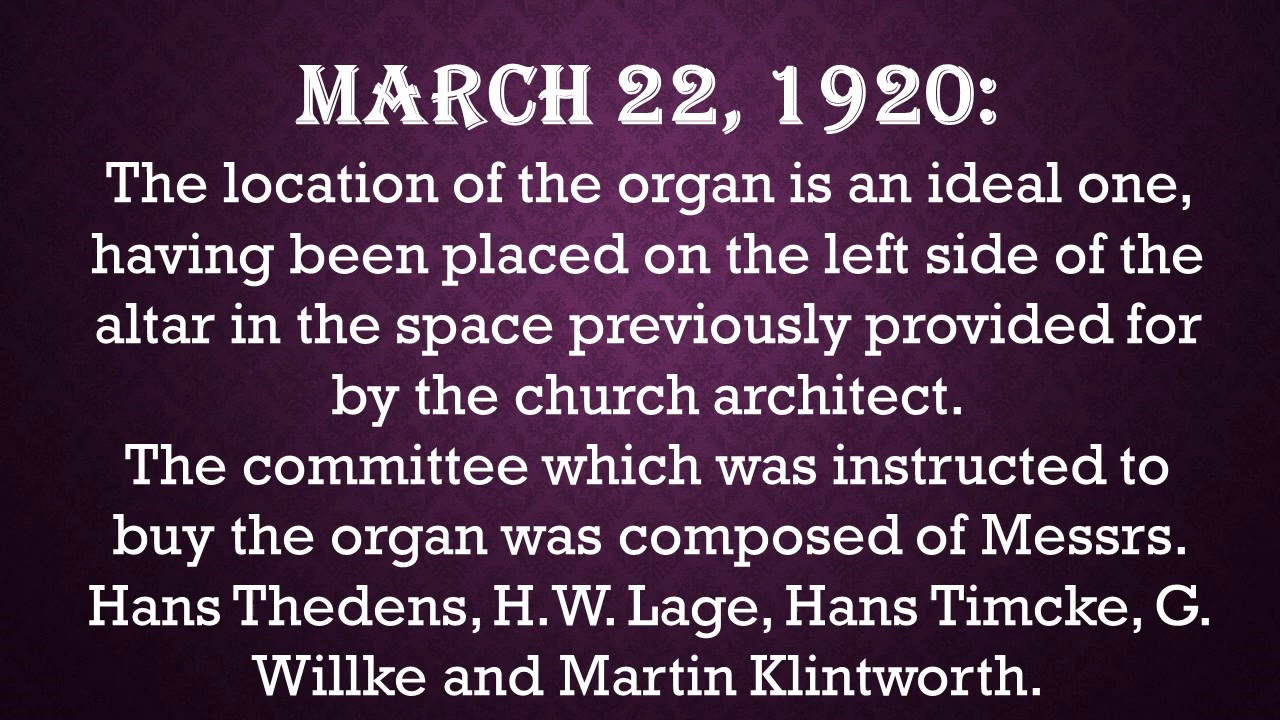 MARCH 22, 1920:
The location of the organ is an ideal one,
having been placed on the left side of the
altar in the space previously provided for
by the church architect.
The committee which was instructed to
buy the organ was composed of Messrs.
Hans Thedens, H.W. Lage, Hans Timcke, G.
Willke and Martin Klintworth.